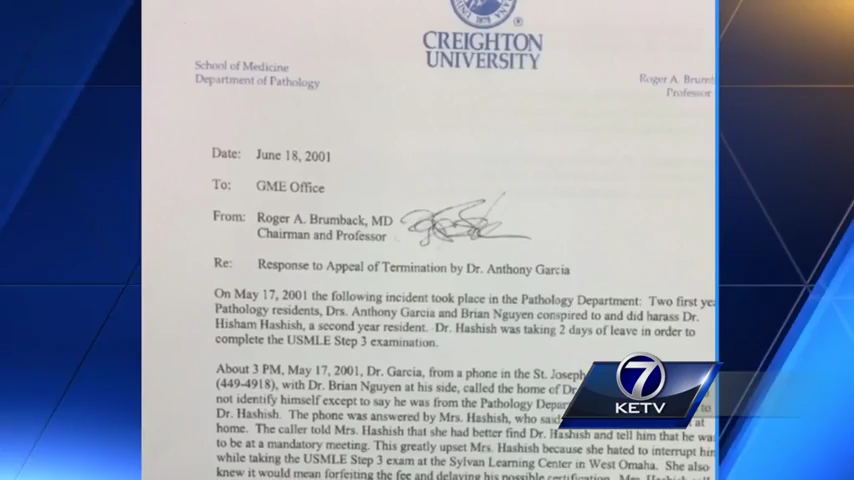 CREIGHTON
UNIVERSITY
School of Medicine
Department of Pathology
Roger A.
Professor
Date: June 18, 2001
To: GME Office
From: Roger A. Brumback, MD
Chairman and Professor
Re: Response to Appeal of Termination by Dr. Anthony Garcia
On May 17, 2001 the following incident took place in the Pathology Department: Two first
Pathology residents, Drs. Anthony Garcia and Brian Nguyen conspired to and did harass Dr.
Hisham Hashish, a second year resident. Dr. Hashish was taking 2 days of leave in order to
complete the USMLE Step 3 examination.
About 3 PM, May 17, 2001, Dr. Garcia, from a phone in the St.
(449-4918), with Dr. Brian Nguyen at his side, called the home of
not identify himself except to say he was from the Pathology to
Dr. Hashish. The phone was answered by Mrs. Hashish, who at
home. The caller told Mrs. Hashish that she had better find Dr. Hashish and tell him that he
to be at a mandatory meeting. This greatly upset Mrs. Hashish because she hated to interrupt
while taking the USMLE Step 3 exam at the Sylvan Learning Center in West Omaha. She also
knew it would mean forfeiting the fee and delaying his possible certification. Mrs. Hashish
7
KETV